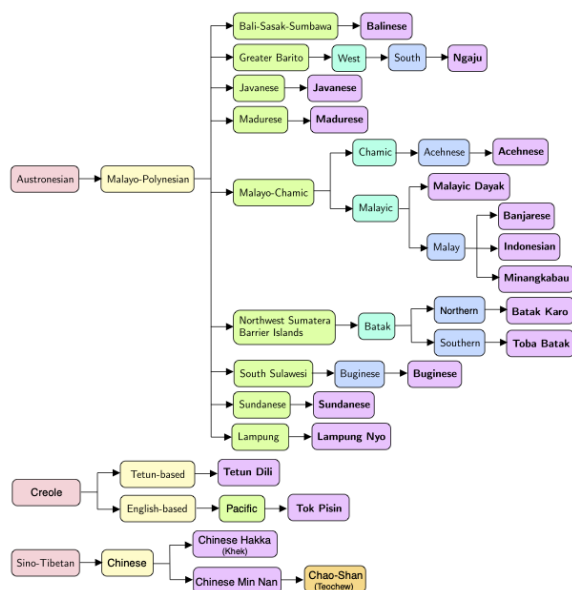 Bali-Sasak-Sumbawa
Balinese
Greater Barito
West
South
Ngaju
Javanese
Javanese
Madurese
Madurese
Austronesian
Malayo-Polynesian
Malayo-Chamic
Chamic
Acehnese
Acehnese
Malayic
Malayic Dayak
Malay
Banjarese
Indonesian
Minangkabau
Northwest Sumatera
Barrier Islands
Batak
Northern
Batak Karo
Southern
Toba Batak
South Sulawesi
Buginese
Buginese
Sundanese
Sundanese
Lampung
Lampung Nyo
Creole
Tetun-based
Tetun Dili
English-based
Pacific
Tok Pisin
Sino-Tibetan
Chinese
Chinese Hakka
(Khek)
Chinese Min Nan
Chao-Shan
(Teochew)